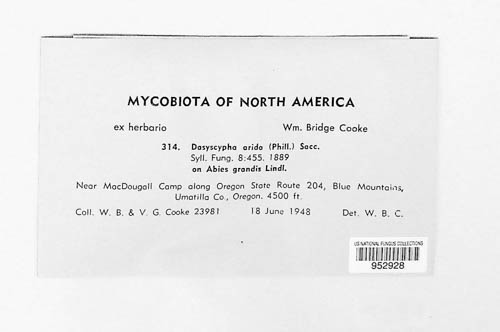 MYCOBIOTA OF NORTH AMERICA
ex herbario Wm. Bridge Cooke
314. Dasyscypha arida (Phill.) Sacc.
Syll. Fung. 8:455. 1889
on Abies grandis Lindl.
Near MacDougall Camp along Oregon State Route 204, Blue Mountains,
Umatilla Co., Oregon. 4500 ft.
Coll. W. B. & V. G. Cooke 23981 18 June 1948 Det. W. B. C.
US NATIONAL FUNGUS COLLECTIONS
952928